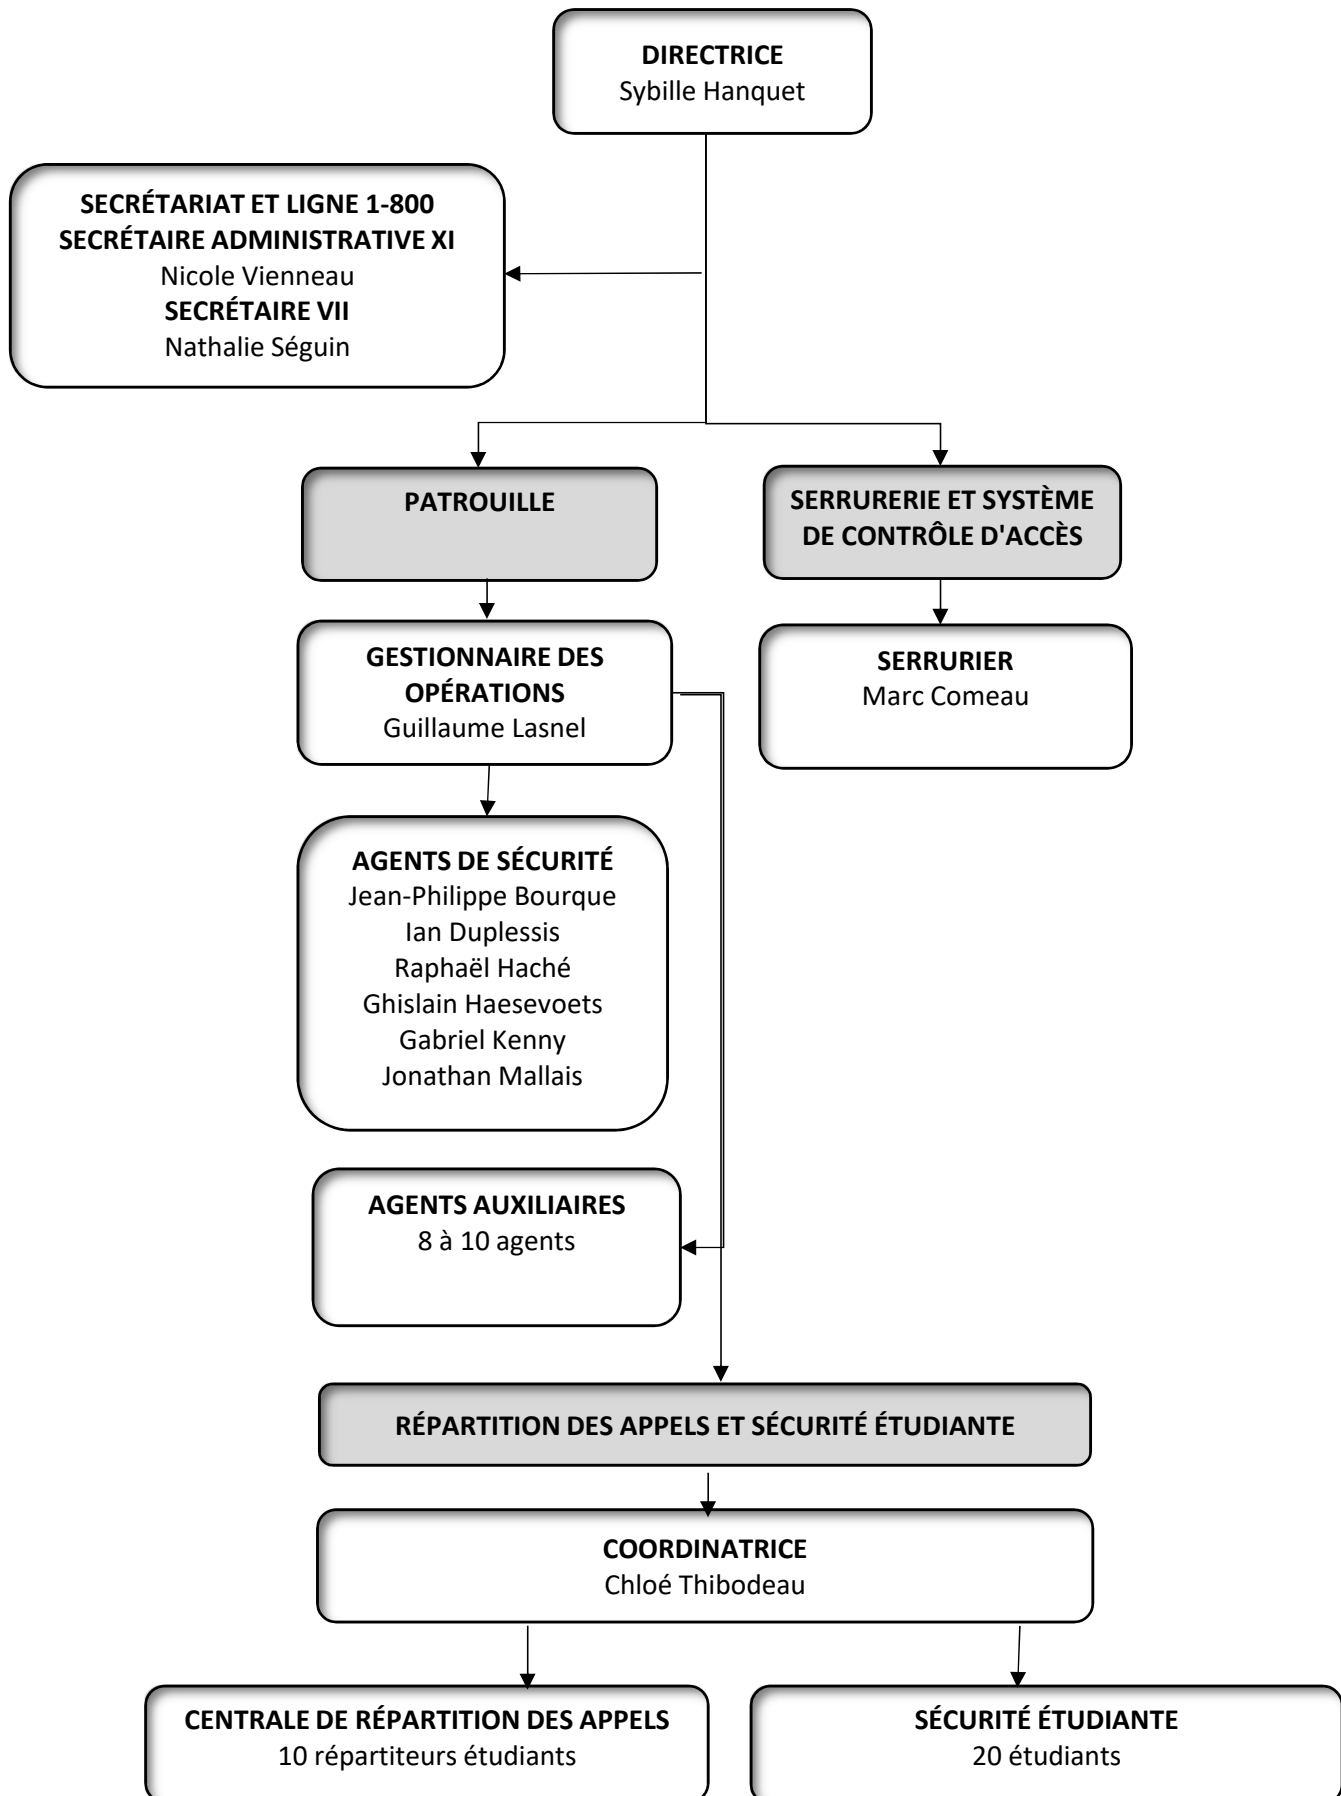 DIRECTRICE
Sybille Hanquet
SECRÉTARIAT ET LIGNE 1-800
SECRÉTAIRE ADMINISTRATIVE XI
Nicole Vienneau
SECRÉTAIRE VII
Nathalie Séguin
PATROUILLE
SERRURERIE ET SYSTÈME
DE CONTRÔLE D'ACCÈS
GESTIONNAIRE DES
OPÉRATIONS
Guillaume Lasnel
SERRURIER
Marc Comeau
AGENTS DE SÉCURITÉ
Jean-Philippe Bourque
Ian Duplessis
Raphaël Haché
Ghislain Haesevoets
Gabriel Kenny
Jonathan Mallais
AGENTS AUXILIAIRES
8 à 10 agents
RÉPARTITION DES APPELS ET SÉCURITÉ ÉTUDIANTE
COORDINATRICE
Chloé Thibodeau
CENTRALE DE RÉPARTITION DES APPELS
10 répartiteurs étudiants
SÉCURITÉ ÉTUDIANTE
20 étudiants